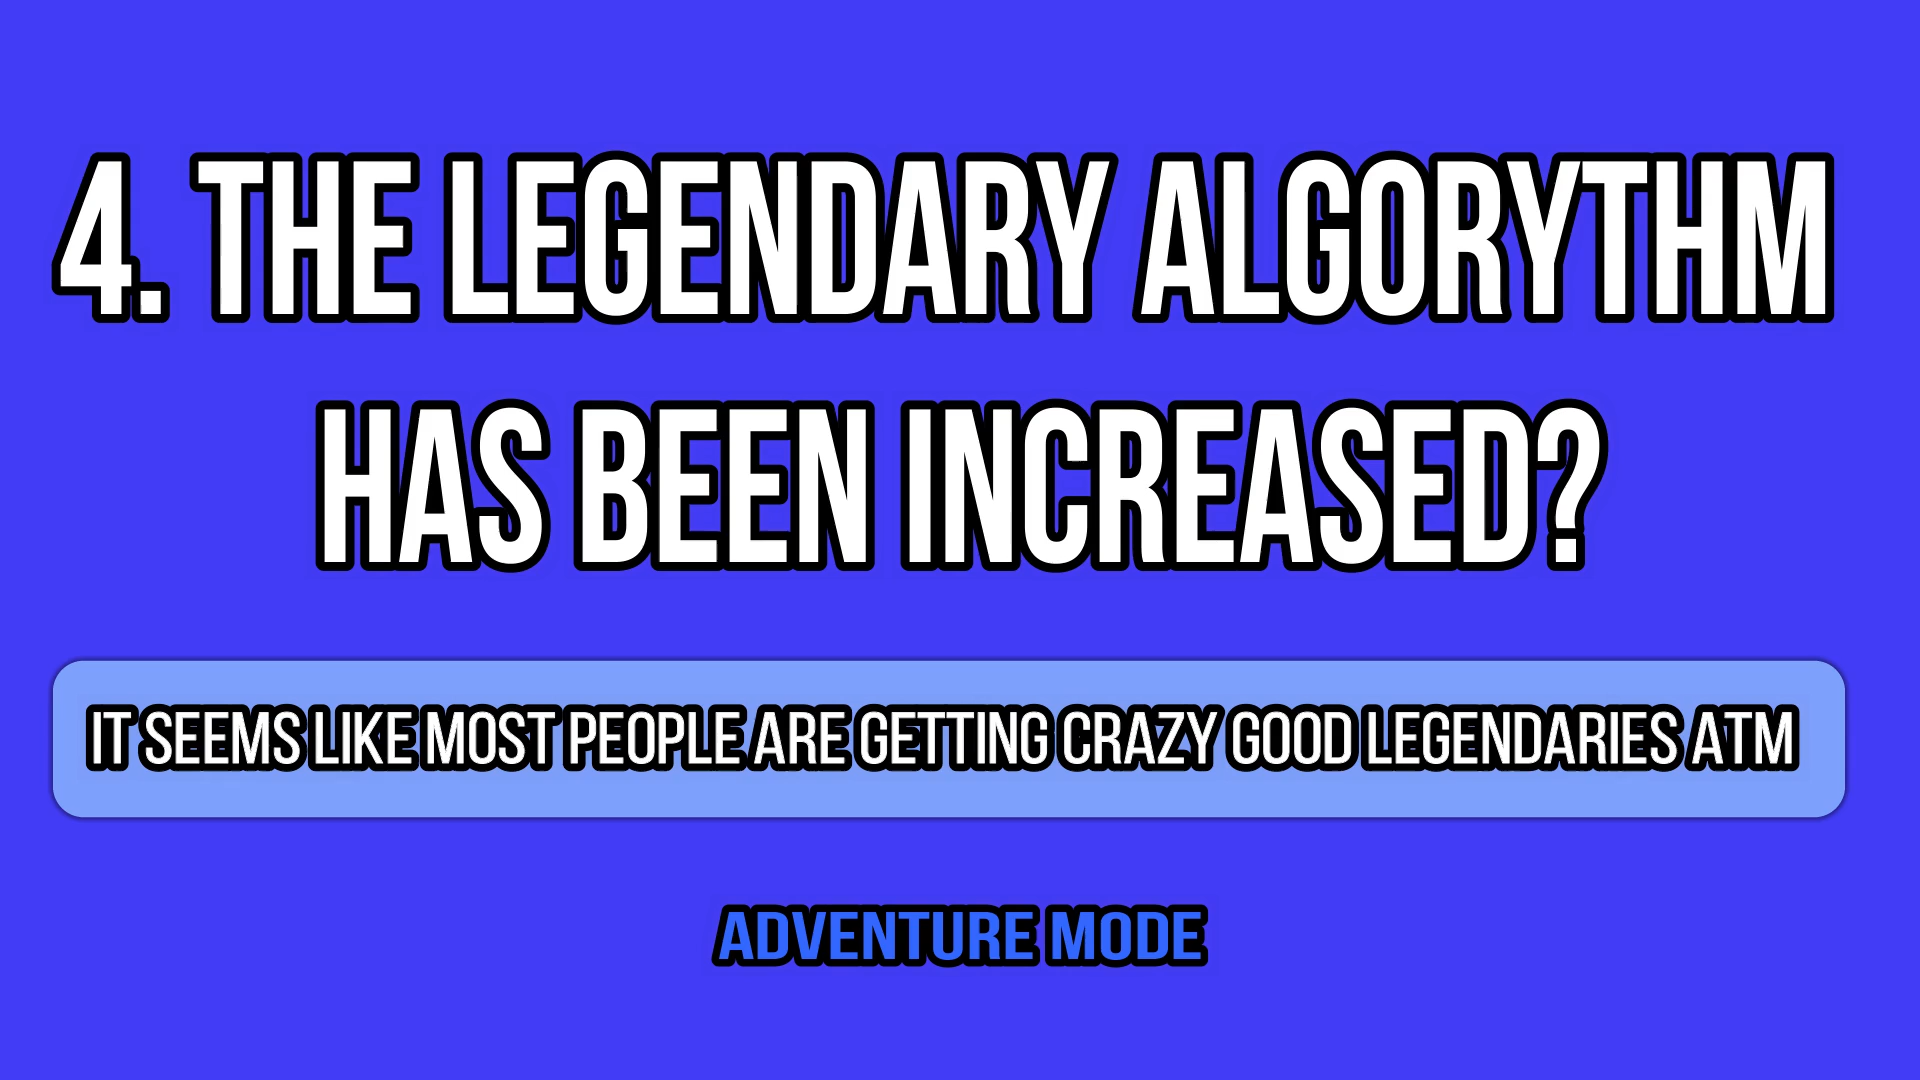 4. THE LEGENDARY ALGORYTHM
HAS BEEN INCREASED?
IT SEEMS LIKE MOST PEOPLE ARE GETTING CRAZY GOOD LEGENDARIES ATM
ADVENTURE MODE